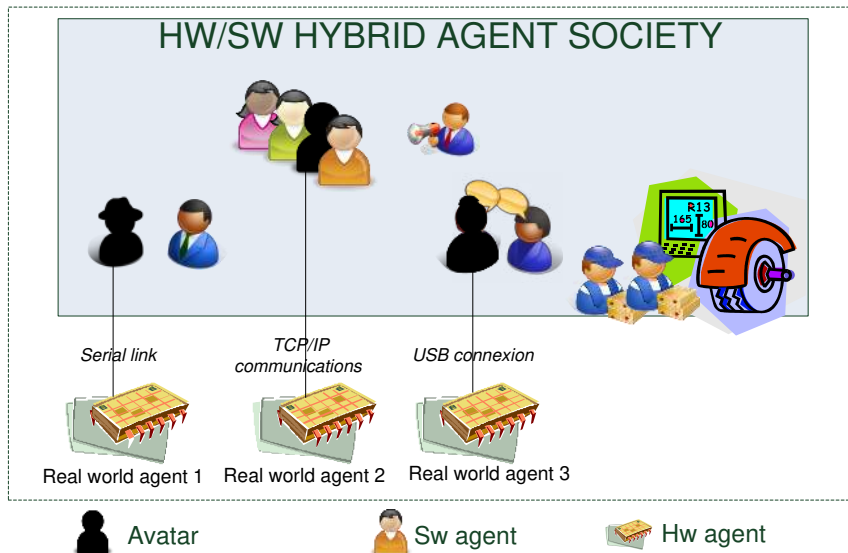 HW/SW HYBRID AGENT SOCIETY
R13
165
80
Serial link
TCP/IP
communications
USB connexion
Real world agent 1
Real world agent 2
Real world agent 3
Avatar
Sw agent
Hw agent